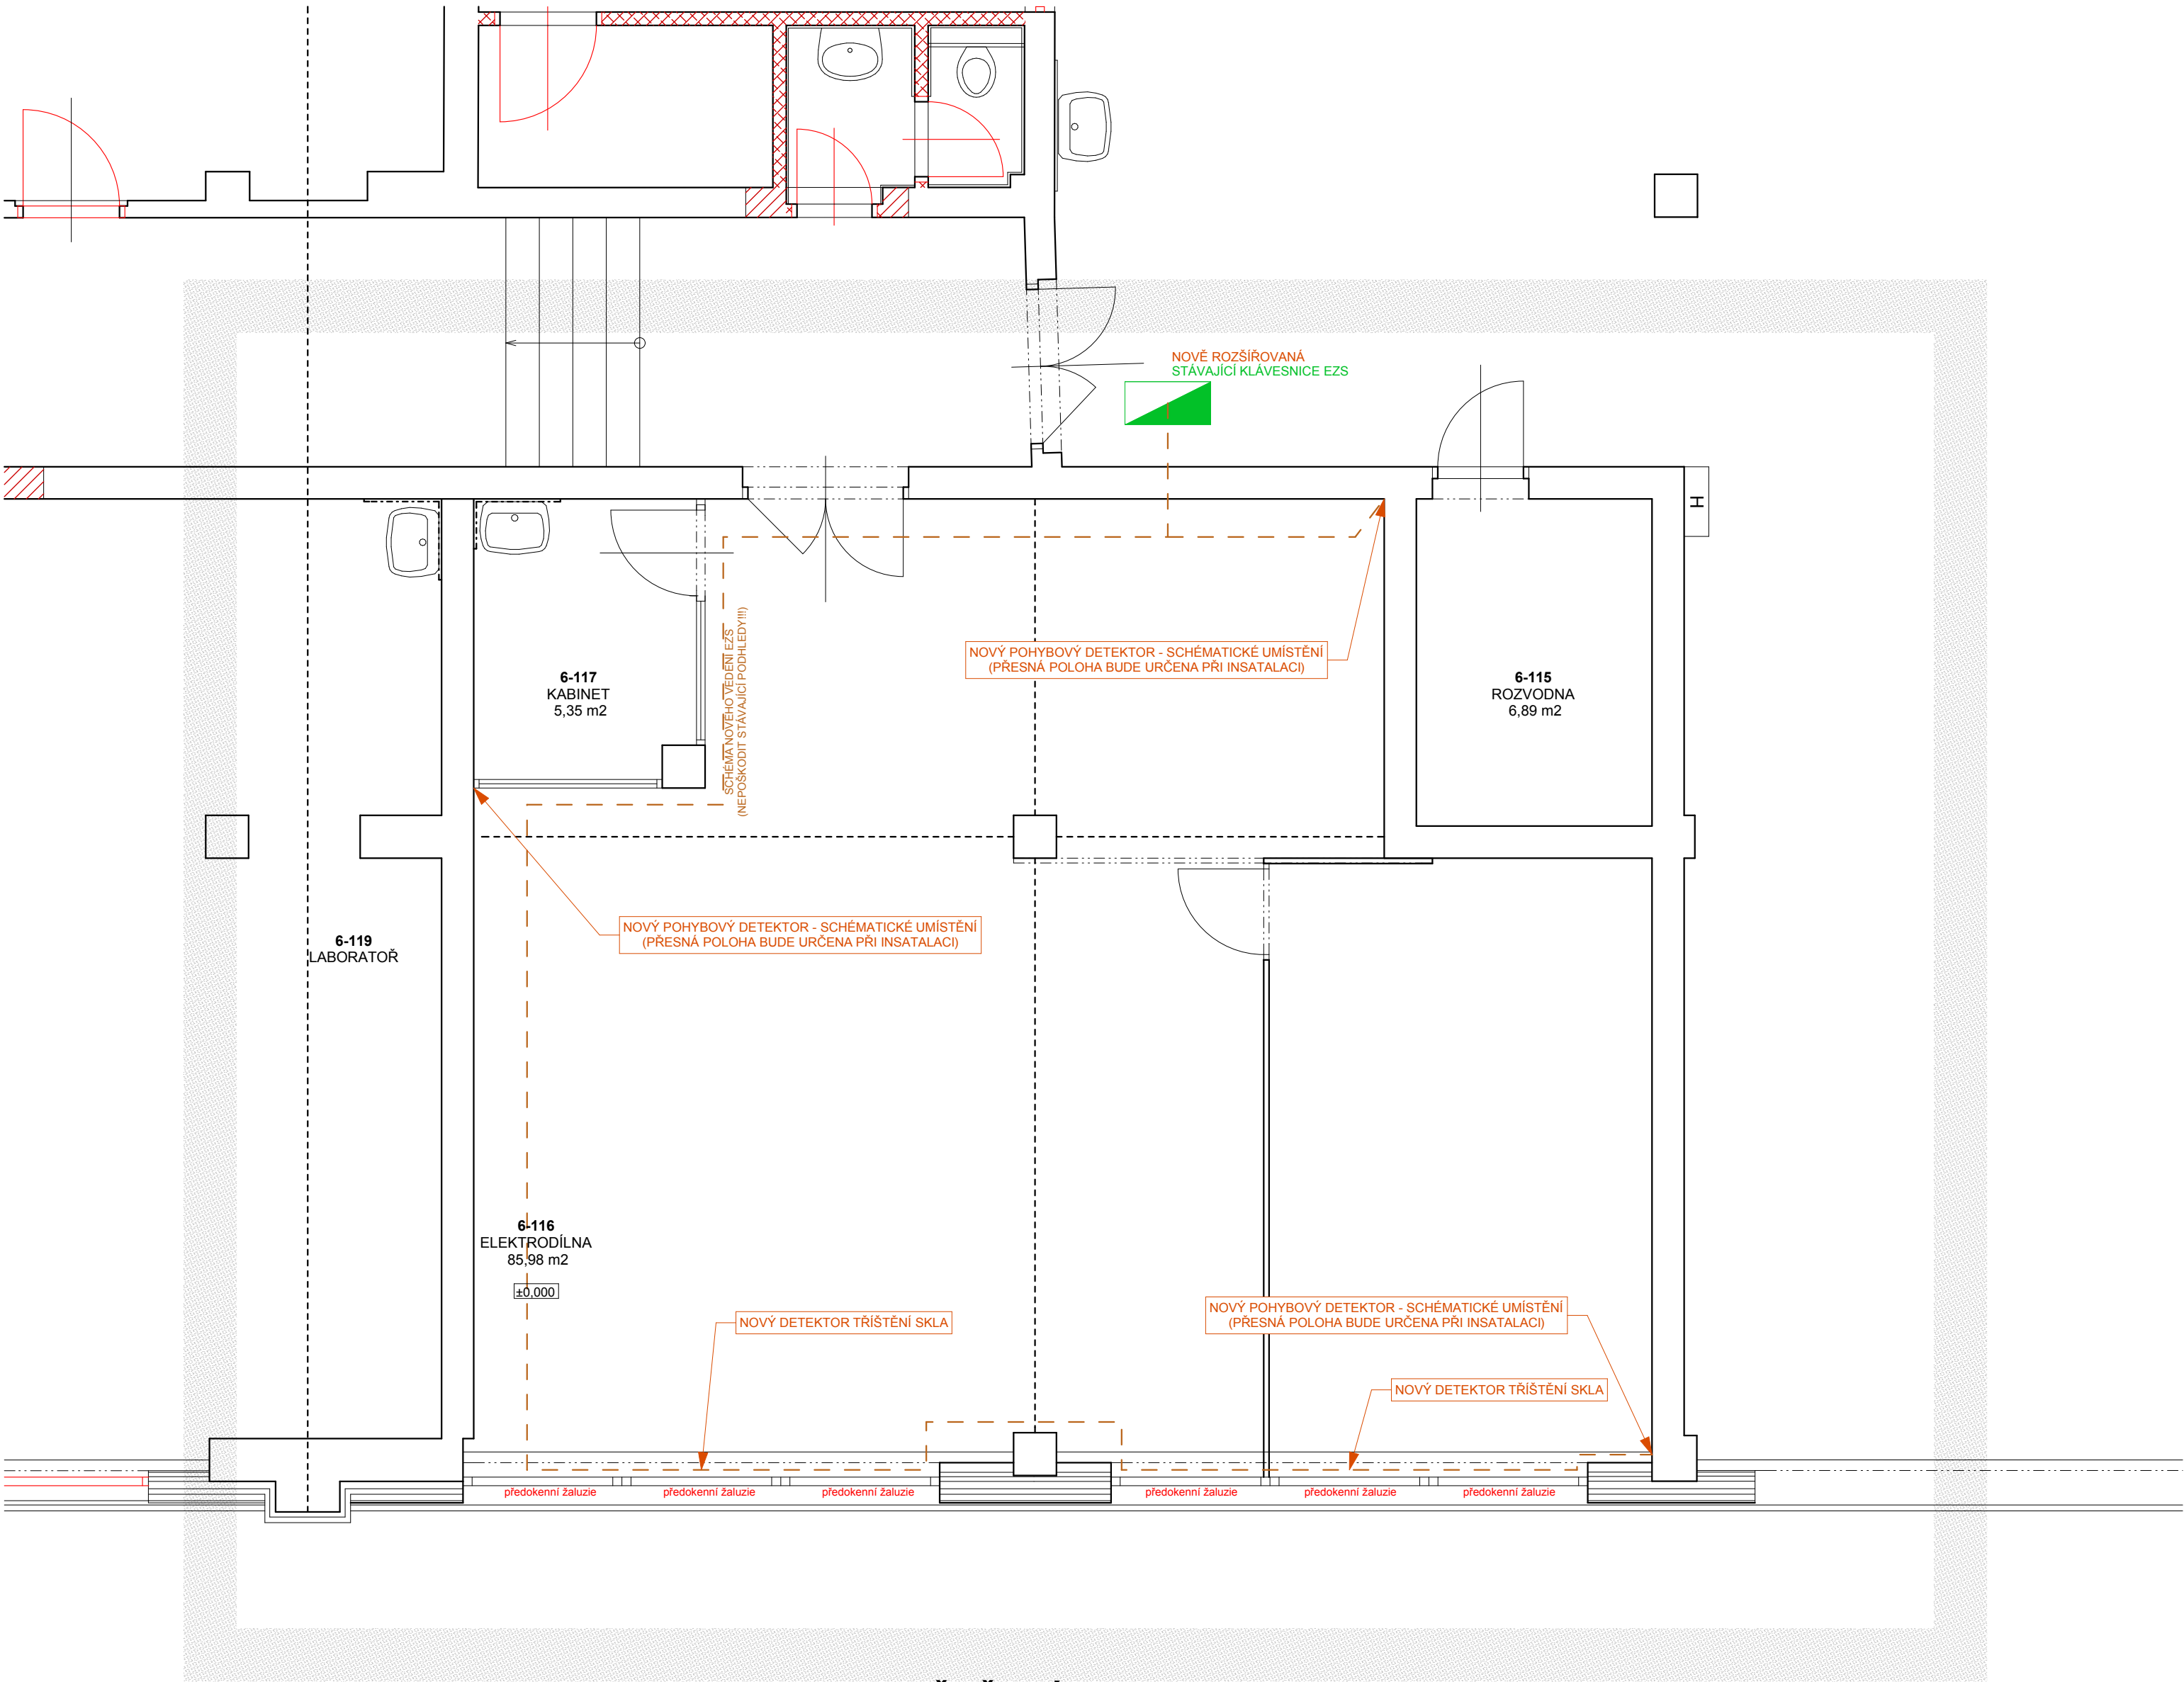 NOVĚ ROZŠÍŘOVANÁ
STÁVAJÍCÍ KLÁVESNICE EZS
H
NOVÝ POHYBOVÝ DETEKTOR - SCHÉMATICKÉ UMÍSTĚNÍ
(PŘESNÁ POLOHA BUDE URČENA PŘI INSATALACI)
6-117
KABINET
5,35 m2
SCHÉMA NOVÉHO VEDENÍ EZS
(NEPOŠKODIT STÁVAJÍCÍ PODHLEDY!!!)
6-115
ROZVODNA
6,89 m2
NOVÝ POHYBOVÝ DETEKTOR - SCHÉMATICKÉ UMÍSTĚNÍ
(PŘESNÁ POLOHA BUDE URČENA PŘI INSATALACI)
6-119
LABORATOŘ
6-116
ELEKTRODÍLNA
85,98 m2
±0,000
NOVÝ DETEKTOR TŘÍŠTĚNÍ SKLA
NOVÝ POHYBOVÝ DETEKTOR - SCHÉMATICKÉ UMÍSTĚNÍ
(PŘESNÁ POLOHA BUDE URČENA PŘI INSATALACI)
NOVÝ DETEKTOR TŘÍŠTĚNÍ SKLA
předokenní žaluzie
předokenní žaluzie
předokenní žaluzie
předokenní žaluzie
předokenní žaluzie
předokenní žaluzie